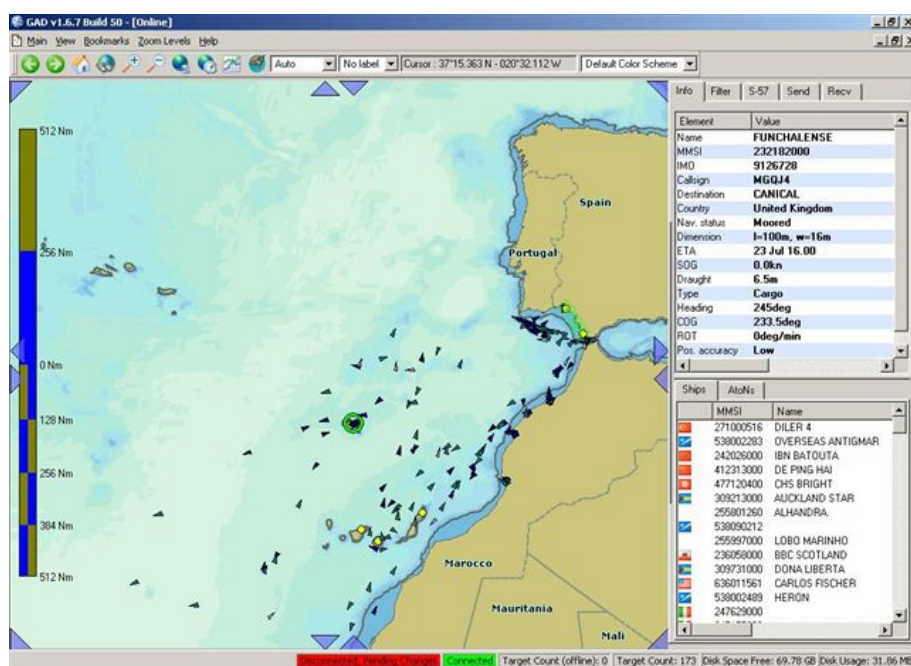 GAD v1.6.7 Build 50 - [Online]
Main View Bookmarks Zoom Levels Help
Auto No label Cursor : 37°15.363 N - 020°32.112 W Default Color Scheme
Info Filter S-57 Send Recv
Element Value
Name FUNCHALENSE
MMSI 232182000
IMO 9126728
Callsign MGQJ4
Destination CANICAL
Country United Kingdom
Nav. status Moored
Dimension l=100m, w=16m
ETA 23 Jul 16.00
SOG 0.0kn
Draught 6.5m
Type Cargo
Heading 245deg
COG 233.5deg
ROT 0deg/min
Pos. accuracy Low
512 Nm
256 Nm
0 Nm
128 Nm
256 Nm
384 Nm
512 Nm
Spain
Portugal
Marocco
Mauritania
Mali
Ships AtoNs
MMSI Name
271000516 DILER 4
538002283 OVERSEAS ANTIGMAR
242026000 IBN BATOUTA
412313000 DE PING HAI
477120400 CHS BRIGHT
309213000 AUCKLAND STAR
255801260 ALHANDRA.
538090212
255997000 LOBO MARINHO
236058000 BBC SCOTLAND
309731000 DONA LIBERTA
636011561 CARLOS FISCHER
538002489 HERON
247629000
Disconnected, Pending Changes Connected Target Count (offline): 0 Target Count: 173 Disk Space Free: 69.78 GB Disk Usage: 31.86 MB